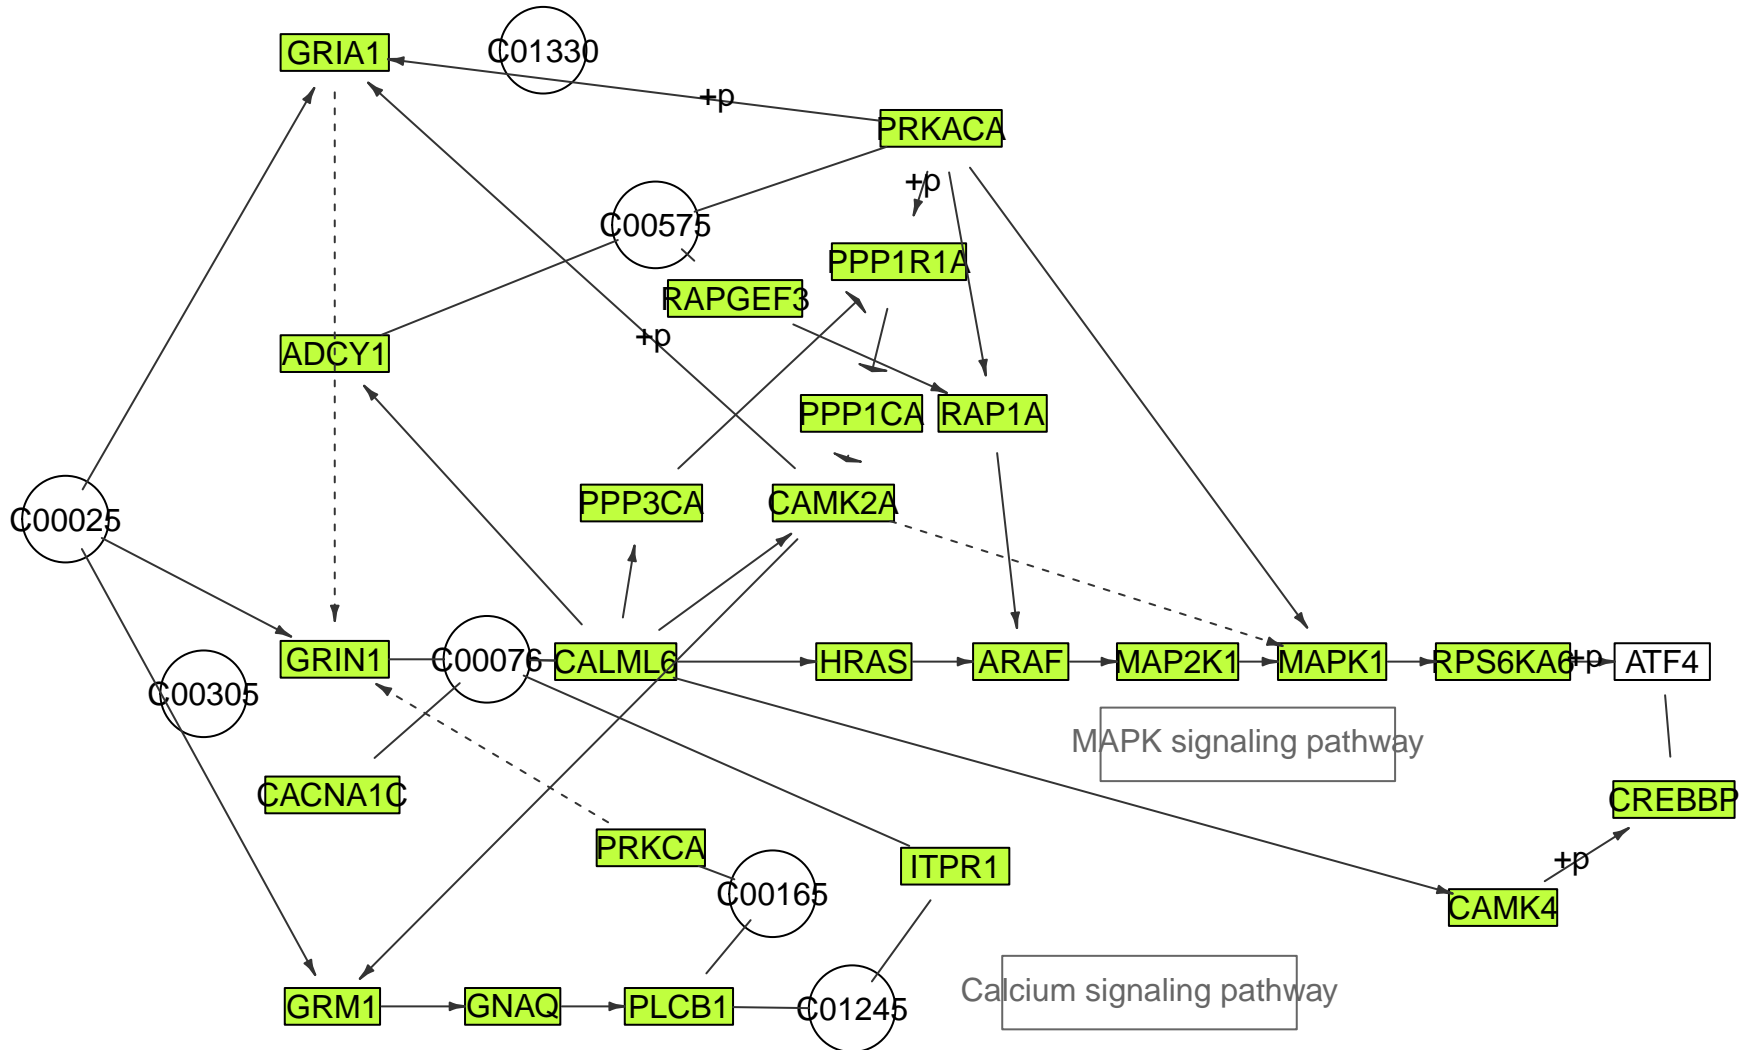 GRIA1
C01330
+p
PRKACA
+p
C00575
PPP1R1A
RAPGEF3
+p
ADCY1
PPP1CA
RAP1A
PPP3CA
CAMK2A
C00025
GRIN1
C00076
CALML6
HRAS
ARAF
MAP2K1
MAPK1
RPS6KA6
+p
ATF4
C00305
MAPK signaling pathway
CACNA1C
CREBBP
PRKCA
ITPR1
+p
C00165
CAMK4
Calcium signaling pathway
GRM1
GNAQ
PLCB1
C01245